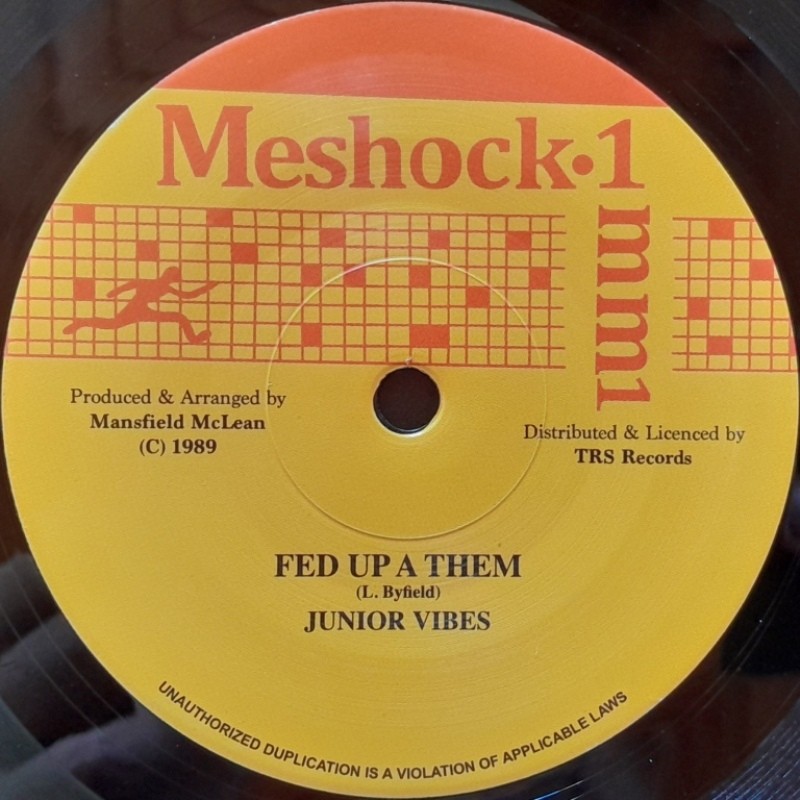 Meshock·1
mm1
Produced & Arranged by
Mansfield McLean
(C) 1989
Distributed & Licenced by
TRS Records
FED UP A THEM
(L. Byfield)
JUNIOR VIBES
UNAUTHORIZED DUPLICATION IS A VIOLATION OF APPLICABLE LAWS